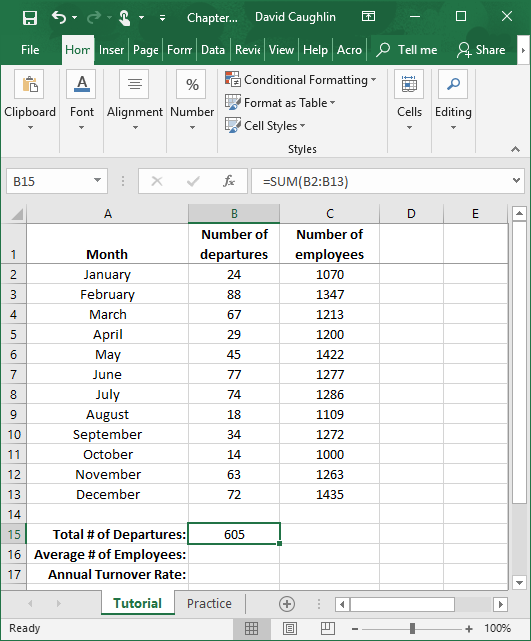 Chapter... David Caughlin
File Hor Inser Page Forr Data Revi View Help Acro Tell me Share
% Conditional Formatting
Format as Table
Clipboard Font Alignment Number Cells Editing
Cell Styles
Styles
B15 fx =SUM(B2:B13)
A B C D E
Number of Number of
1 Month departures employees
2 January 24 1070
3 February 88 1347
4 March 67 1213
5 April 29 1200
6 May 45 1422
7 June 77 1277
8 July 74 1286
9 August 18 1109
10 September 34 1272
11 October 14 1000
12 November 63 1263
13 December 72 1435
14
15 Total # of Departures: 605
16 Average # of Employees:
17 Annual Turnover Rate:
Tutorial Practice
Ready 100%